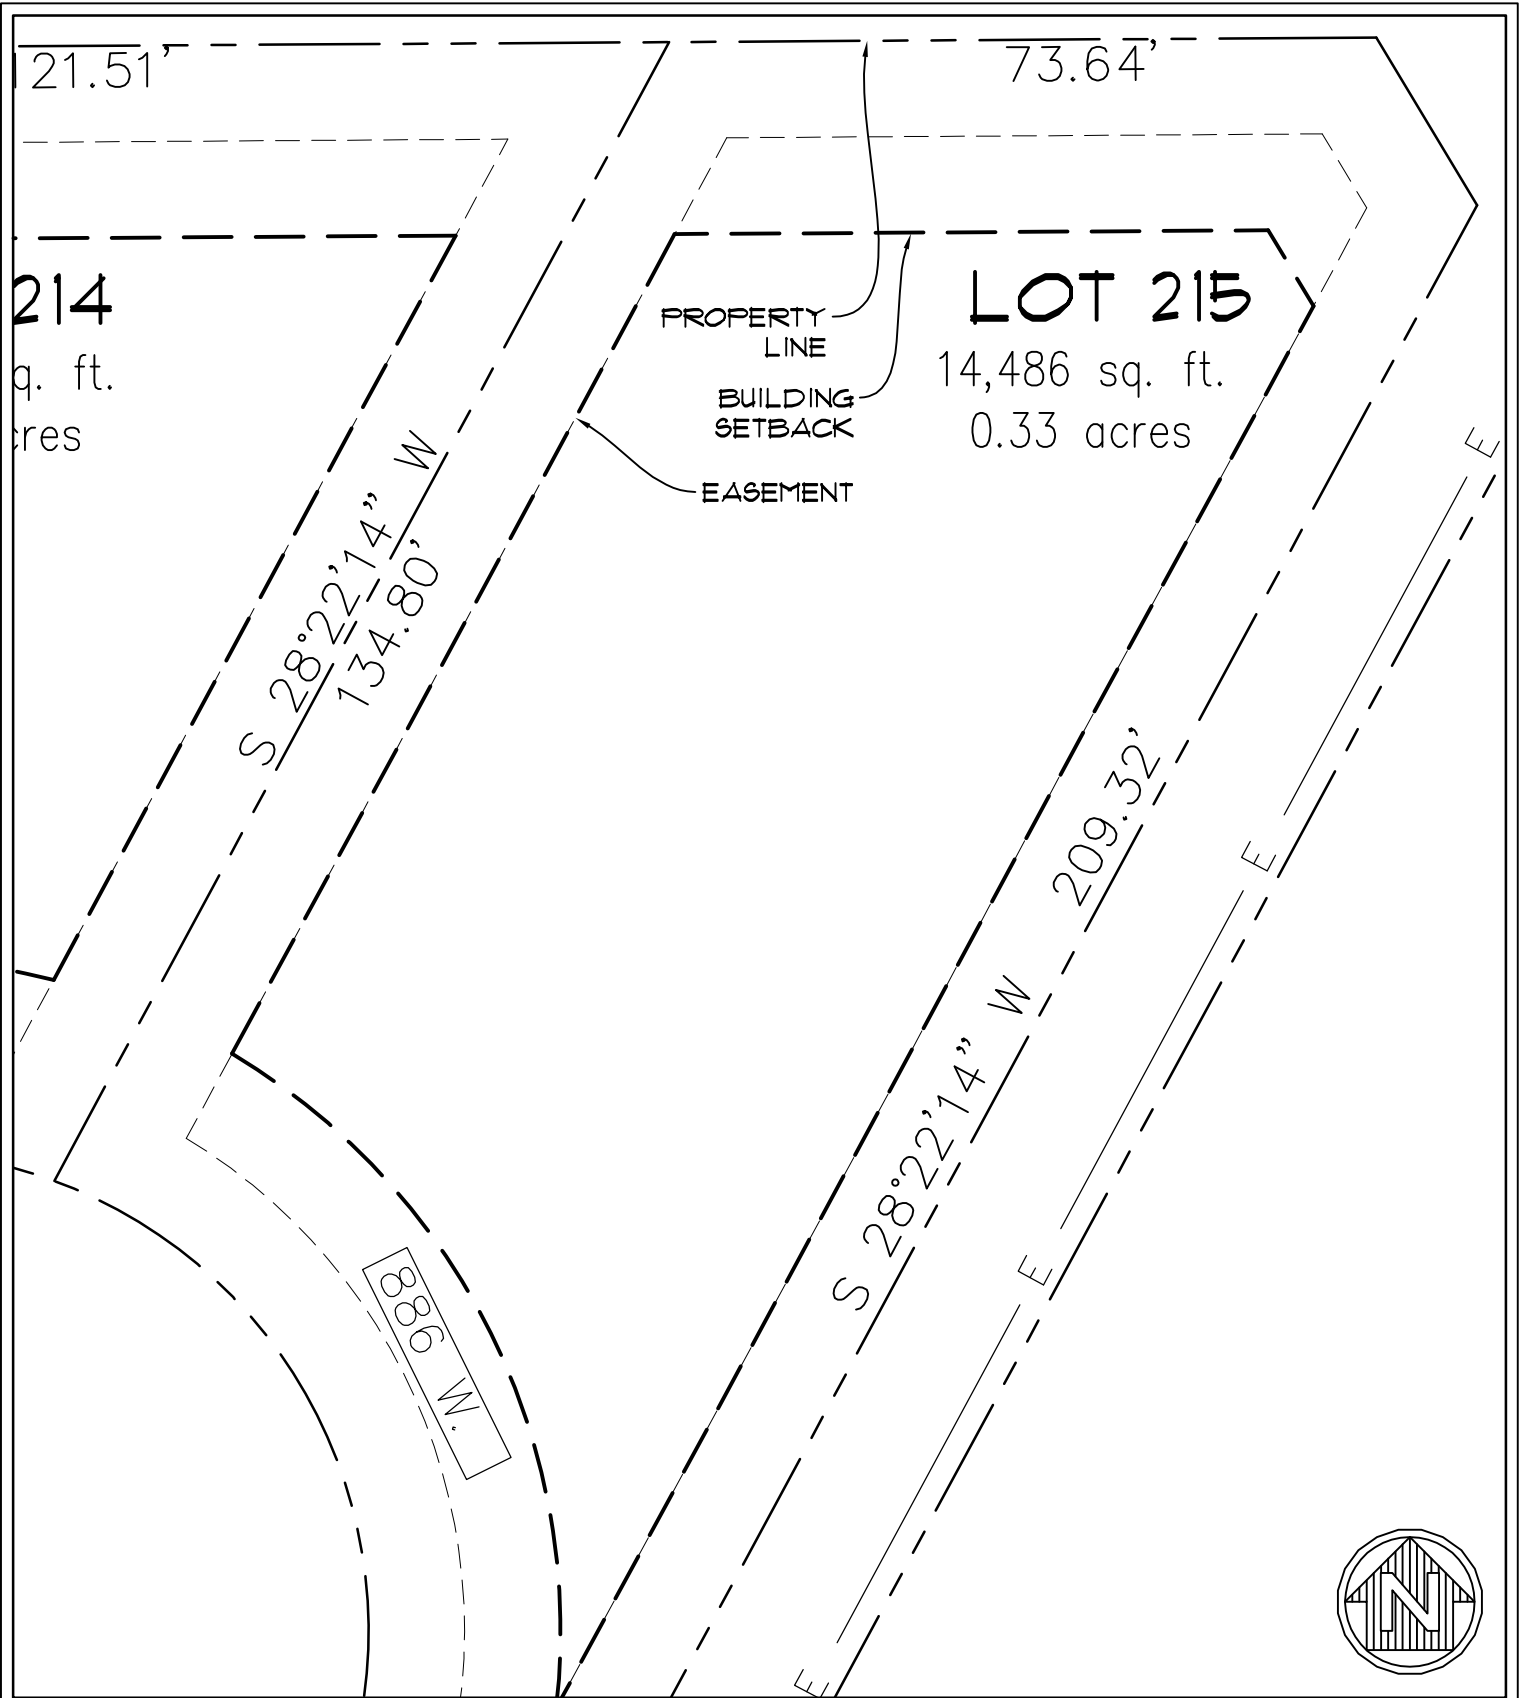 121.51'
73.64'
214
LOT 215
PROPERTY
LINE
q. ft.
14,486 sq. ft.
BUILDING
SETBACK
cres
0.33 acres
EASEMENT
S 28°22'14" W
134.80'
S 28°22'14" W 209.32'
E
E
E
E
886 W.
N